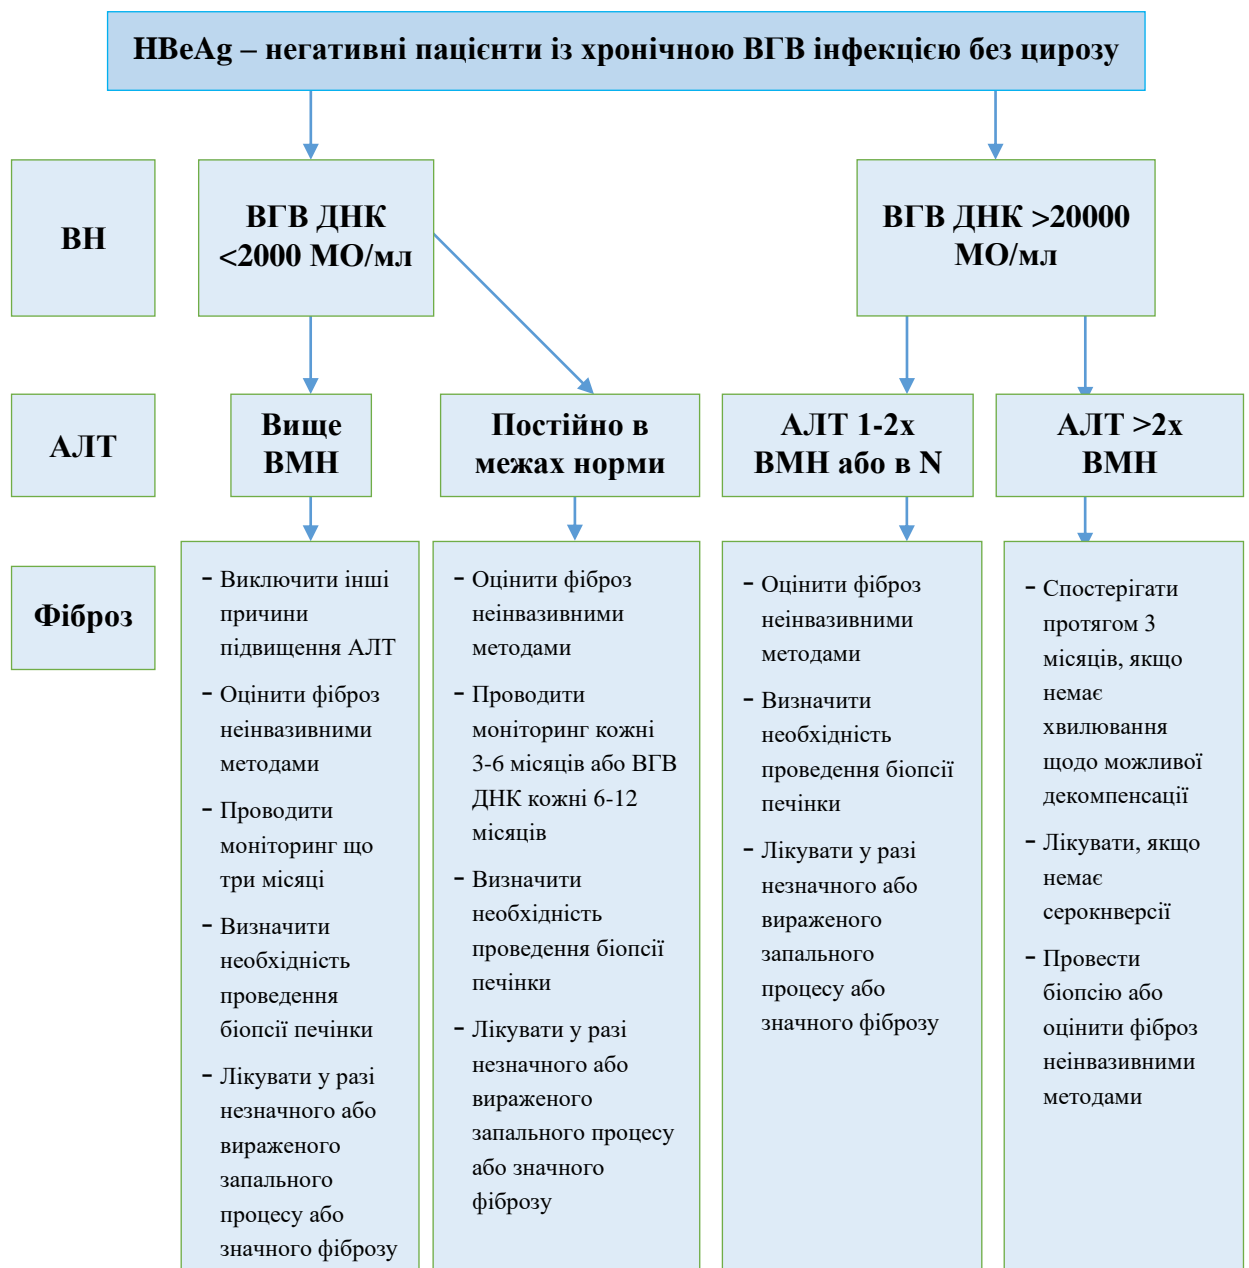 HBeAg – негативні пацієнти із хронічною ВГВ інфекцією без цирозу
ВН
ВГВ ДНК
<2000 МО/мл
ВГВ ДНК >20000
МО/мл
АЛТ
Вище
ВМН
Постійно в
межах норми
АЛТ 1-2х
ВМН або в N
АЛТ >2х
ВМН
Фіброз
- Виключити інші
причини
підвищення АЛТ
- Оцінити фіброз
неінвазивними
методами
- Проводити
моніторинг що
три місяці
- Визначити
необхідність
проведення
біопсії печінки
- Лікувати у разі
незначного або
вираженого
запального
процесу або
значного фіброзу
- Оцінити фіброз
неінвазивними
методами
- Проводити
моніторинг кожні
3-6 місяців або ВГВ
ДНК кожні 6-12
місяців
- Визначити
необхідність
проведення біопсії
печінки
- Лікувати у разі
незначного або
вираженого
запального процесу
або значного
фіброзу
- Оцінити фіброз
неінвазивними
методами
- Визначити
необхідність
проведення біопсії
печінки
- Лікувати у разі
незначного або
вираженого
запального
процесу або
значного фіброзу
- Спостерігати
протягом 3
місяців, якщо
немає
хвилювання
щодо можливої
декомпенсації
- Лікувати, якщо
немає
серокнверсії
- Провести
біопсію або
оцінити фіброз
неінвазивними
методами